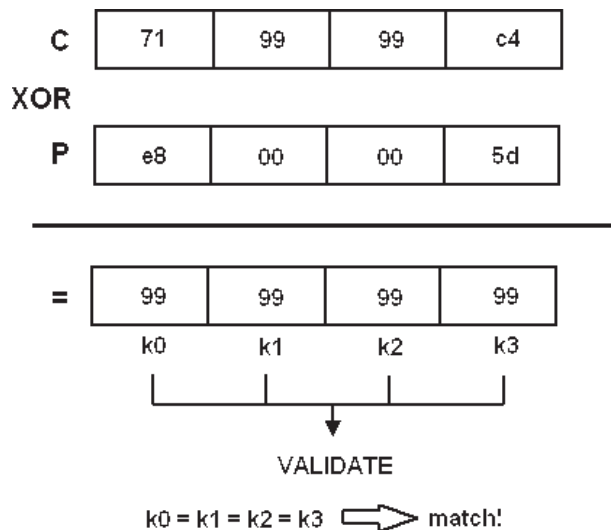 C 71 99 99 c4
XOR
P e8 00 00 5d
= 99 99 99 99
k0 k1 k2 k3
VALIDATE
k0 = k1 = k2 = k3 match!